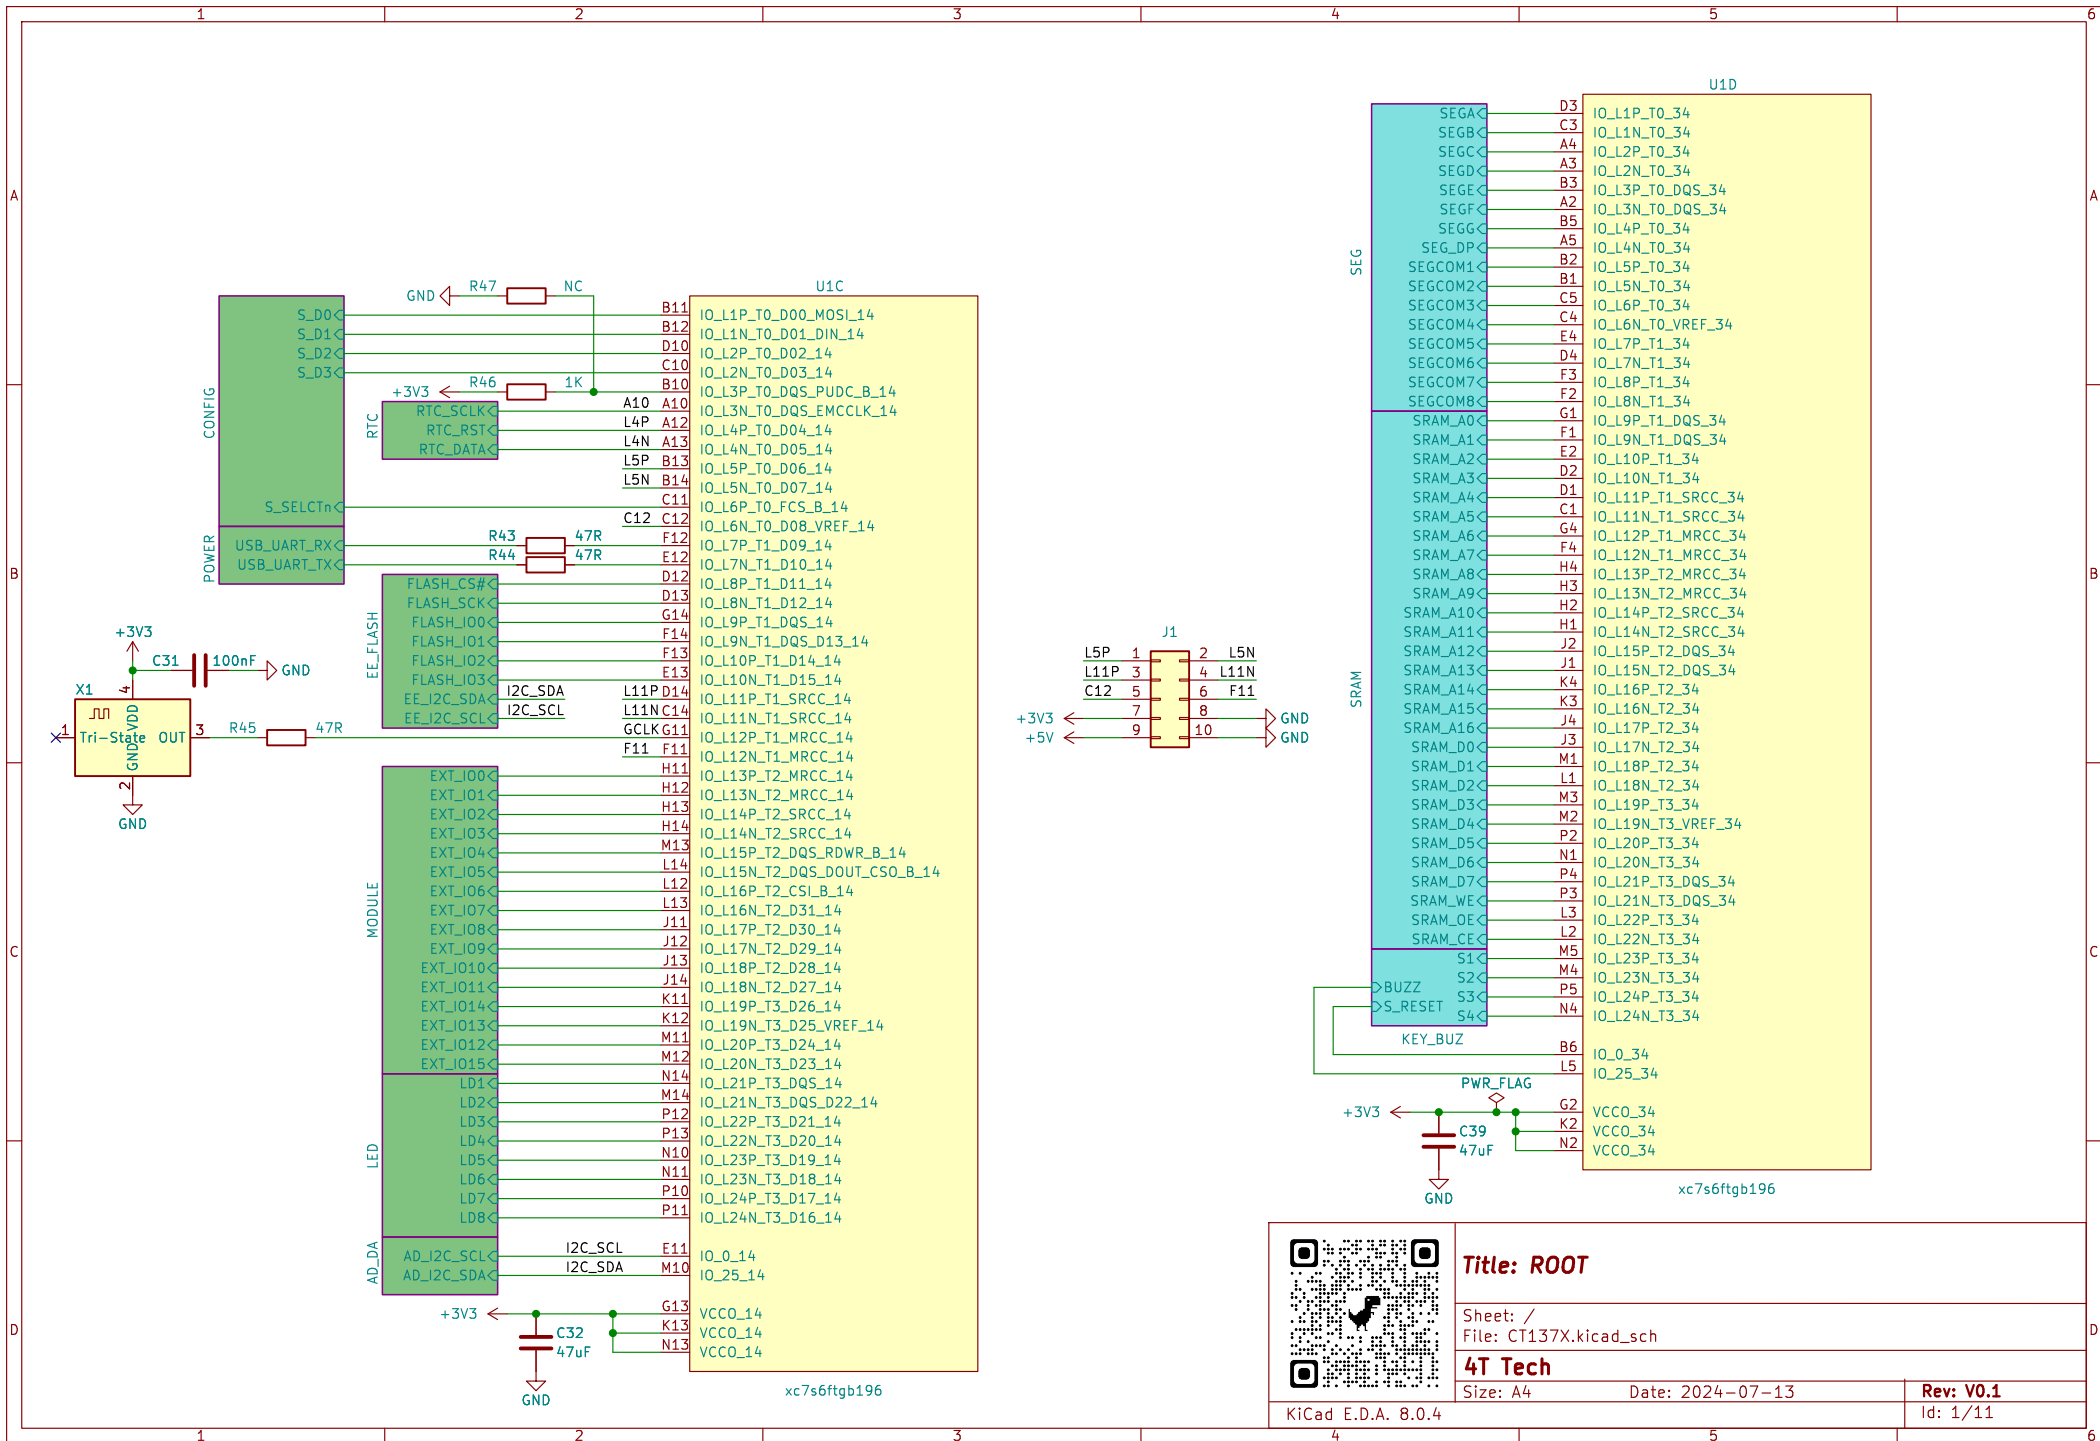 1 2 3 4 5 6
A
B
C
D
A
B
C
D
1 2 3 4 5 6
CONFIG
S_D0
S_D1
S_D2
S_D3
S_SELCTn
POWER
USB_UART_RX
USB_UART_TX
GND R47 NC
+3V3 R46 1K
RTC
RTC_SCLK
RTC_RST
RTC_DATA
A10
L4P
L4N
L5P
L5N
C12
R43 47R
R44 47R
EE_FLASH
FLASH_CS#
FLASH_SCK
FLASH_IO0
FLASH_IO1
FLASH_IO2
FLASH_IO3
EE_I2C_SDA I2C_SDA
EE_I2C_SCL I2C_SCL
L11P
L11N
GCLK
F11
+3V3
C31 100nF GND
X1
4
VDD
1 Tri-State OUT 3
GND
2
GND
R45 47R
MODULE
EXT_IO0
EXT_IO1
EXT_IO2
EXT_IO3
EXT_IO4
EXT_IO5
EXT_IO6
EXT_IO7
EXT_IO8
EXT_IO9
EXT_IO10
EXT_IO11
EXT_IO14
EXT_IO13
EXT_IO12
EXT_IO15
LED
LD1
LD2
LD3
LD4
LD5
LD6
LD7
LD8
AD_DA
AD_I2C_SCL I2C_SCL
AD_I2C_SDA I2C_SDA
+3V3
C32
47uF
GND
U1C
B11 IO_L1P_T0_D00_MOSI_14
B12 IO_L1N_T0_D01_DIN_14
D10 IO_L2P_T0_D02_14
C10 IO_L2N_T0_D03_14
B10 IO_L3P_T0_DQS_PUDC_B_14
A10 IO_L3N_T0_DQS_EMCCLK_14
A12 IO_L4P_T0_D04_14
A13 IO_L4N_T0_D05_14
B13 IO_L5P_T0_D06_14
B14 IO_L5N_T0_D07_14
C11 IO_L6P_T0_FCS_B_14
C12 IO_L6N_T0_D08_VREF_14
F12 IO_L7P_T1_D09_14
E12 IO_L7N_T1_D10_14
D12 IO_L8P_T1_D11_14
D13 IO_L8N_T1_D12_14
G14 IO_L9P_T1_DQS_14
F14 IO_L9N_T1_DQS_D13_14
F13 IO_L10P_T1_D14_14
E13 IO_L10N_T1_D15_14
D14 IO_L11P_T1_SRCC_14
C14 IO_L11N_T1_SRCC_14
G11 IO_L12P_T1_MRCC_14
F11 IO_L12N_T1_MRCC_14
H11 IO_L13P_T2_MRCC_14
H12 IO_L13N_T2_MRCC_14
H13 IO_L14P_T2_SRCC_14
H14 IO_L14N_T2_SRCC_14
M13 IO_L15P_T2_DQS_RDWR_B_14
L14 IO_L15N_T2_DQS_DOUT_CSO_B_14
L12 IO_L16P_T2_CSI_B_14
L13 IO_L16N_T2_D31_14
J11 IO_L17P_T2_D30_14
J12 IO_L17N_T2_D29_14
J13 IO_L18P_T2_D28_14
J14 IO_L18N_T2_D27_14
K11 IO_L19P_T3_D26_14
K12 IO_L19N_T3_D25_VREF_14
M11 IO_L20P_T3_D24_14
M12 IO_L20N_T3_D23_14
N14 IO_L21P_T3_DQS_14
M14 IO_L21N_T3_DQS_D22_14
P12 IO_L22P_T3_D21_14
P13 IO_L22N_T3_D20_14
N10 IO_L23P_T3_D19_14
N11 IO_L23N_T3_D18_14
P10 IO_L24P_T3_D17_14
P11 IO_L24N_T3_D16_14
E11 IO_0_14
M10 IO_25_14
G13 VCCO_14
K13 VCCO_14
N13 VCCO_14
xc7s6ftgb196
J1
L5P 1 2 L5N
L11P 3 4 L11N
C12 5 6 F11
+3V3 7 8 GND
+5V 9 10 GND
U1D
SEG
SEGA D3 IO_L1P_T0_34
SEGB C3 IO_L1N_T0_34
SEGC A4 IO_L2P_T0_34
SEGD A3 IO_L2N_T0_34
SEGE B3 IO_L3P_T0_DQS_34
SEGF A2 IO_L3N_T0_DQS_34
SEGG B5 IO_L4P_T0_34
SEG_DP A5 IO_L4N_T0_34
SEGCOM1 B2 IO_L5P_T0_34
SEGCOM2 B1 IO_L5N_T0_34
SEGCOM3 C5 IO_L6P_T0_34
SEGCOM4 C4 IO_L6N_T0_VREF_34
SEGCOM5 E4 IO_L7P_T1_34
SEGCOM6 D4 IO_L7N_T1_34
SEGCOM7 F3 IO_L8P_T1_34
SEGCOM8 F2 IO_L8N_T1_34
SRAM
SRAM_A0 G1 IO_L9P_T1_DQS_34
SRAM_A1 F1 IO_L9N_T1_DQS_34
SRAM_A2 E2 IO_L10P_T1_34
SRAM_A3 D2 IO_L10N_T1_34
SRAM_A4 D1 IO_L11P_T1_SRCC_34
SRAM_A5 C1 IO_L11N_T1_SRCC_34
SRAM_A6 G4 IO_L12P_T1_MRCC_34
SRAM_A7 F4 IO_L12N_T1_MRCC_34
SRAM_A8 H4 IO_L13P_T2_MRCC_34
SRAM_A9 H3 IO_L13N_T2_MRCC_34
SRAM_A10 H2 IO_L14P_T2_SRCC_34
SRAM_A11 H1 IO_L14N_T2_SRCC_34
SRAM_A12 J2 IO_L15P_T2_DQS_34
SRAM_A13 J1 IO_L15N_T2_DQS_34
SRAM_A14 K4 IO_L16P_T2_34
SRAM_A15 K3 IO_L16N_T2_34
SRAM_A16 J4 IO_L17P_T2_34
SRAM_D0 J3 IO_L17N_T2_34
SRAM_D1 M1 IO_L18P_T2_34
SRAM_D2 L1 IO_L18N_T2_34
SRAM_D3 M3 IO_L19P_T3_34
SRAM_D4 M2 IO_L19N_T3_VREF_34
SRAM_D5 P2 IO_L20P_T3_34
SRAM_D6 N1 IO_L20N_T3_34
SRAM_D7 P4 IO_L21P_T3_DQS_34
SRAM_WE P3 IO_L21N_T3_DQS_34
SRAM_OE L3 IO_L22P_T3_34
SRAM_CE L2 IO_L22N_T3_34
S1 M5 IO_L23P_T3_34
S2 M4 IO_L23N_T3_34
BUZZ
S3 P5 IO_L24P_T3_34
S_RESET
S4 N4 IO_L24N_T3_34
KEY_BUZ
B6 IO_0_34
L5 IO_25_34
PWR_FLAG
+3V3 G2 VCCO_34
C39 K2 VCCO_34
47uF N2 VCCO_34
GND
xc7s6ftgb196
Title: ROOT
Sheet: /
File: CT137X.kicad_sch
4T Tech
Size: A4 Date: 2024-07-13 Rev: V0.1
KiCad E.D.A. 8.0.4 Id: 1/11